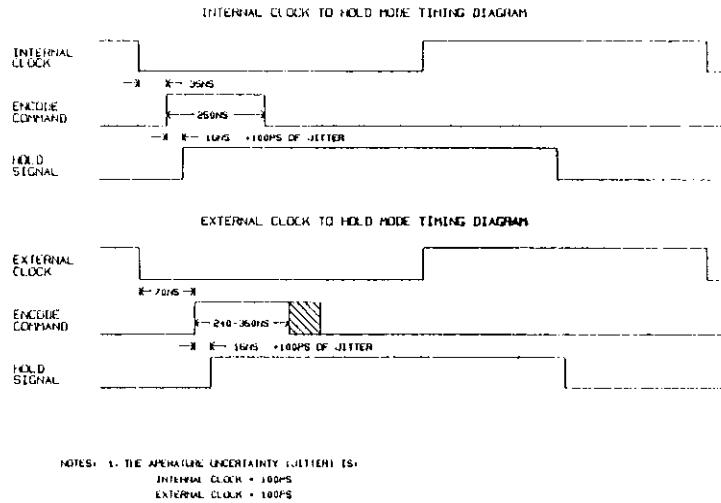 INTERNAL CLOCK TO HOLD MODE TIMING DIAGRAM
INTERNAL
CLOCK
35NS
ENCODE
COMMAND
250NS
16NS +100PS OF JITTER
HOLD
SIGNAL
EXTERNAL CLOCK TO HOLD MODE TIMING DIAGRAM
EXTERNAL
CLOCK
70NS
ENCODE
COMMAND
240-360NS
16NS +100PS OF JITTER
HOLD
SIGNAL
NOTES: 1. THE APERATURE UNCERTAINTY (JITTER) IS:
INTERNAL CLOCK + 100PS
EXTERNAL CLOCK + 100PS